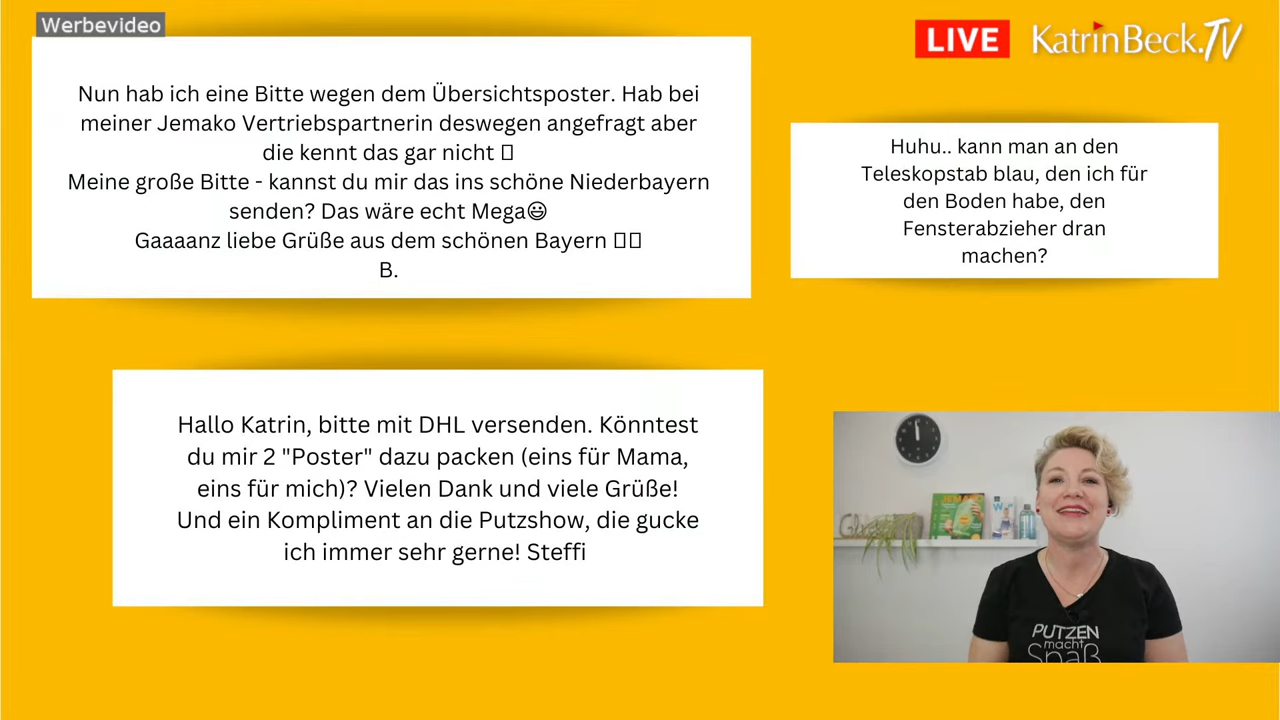 Werbevideo
LIVE KatrinBeck.TV
Nun hab ich eine Bitte wegen dem Übersichtsposter. Hab bei
meiner Jemako Vertriebspartnerin deswegen angefragt aber
die kennt das gar nicht
Meine große Bitte - kannst du mir das ins schöne Niederbayern
senden? Das wäre echt Mega😃
Gaaaanz liebe Grüße aus dem schönen Bayern
B.
Huhu.. kann man an den
Teleskopstab blau, den ich für
den Boden habe, den
Fensterabzieher dran
machen?
Hallo Katrin, bitte mit DHL versenden. Könntest
du mir 2 "Poster" dazu packen (eins für Mama,
eins für mich)? Vielen Dank und viele Grüße!
Und ein Kompliment an die Putzshow, die gucke
ich immer sehr gerne! Steffi
PUTZEN
macht
Spaß